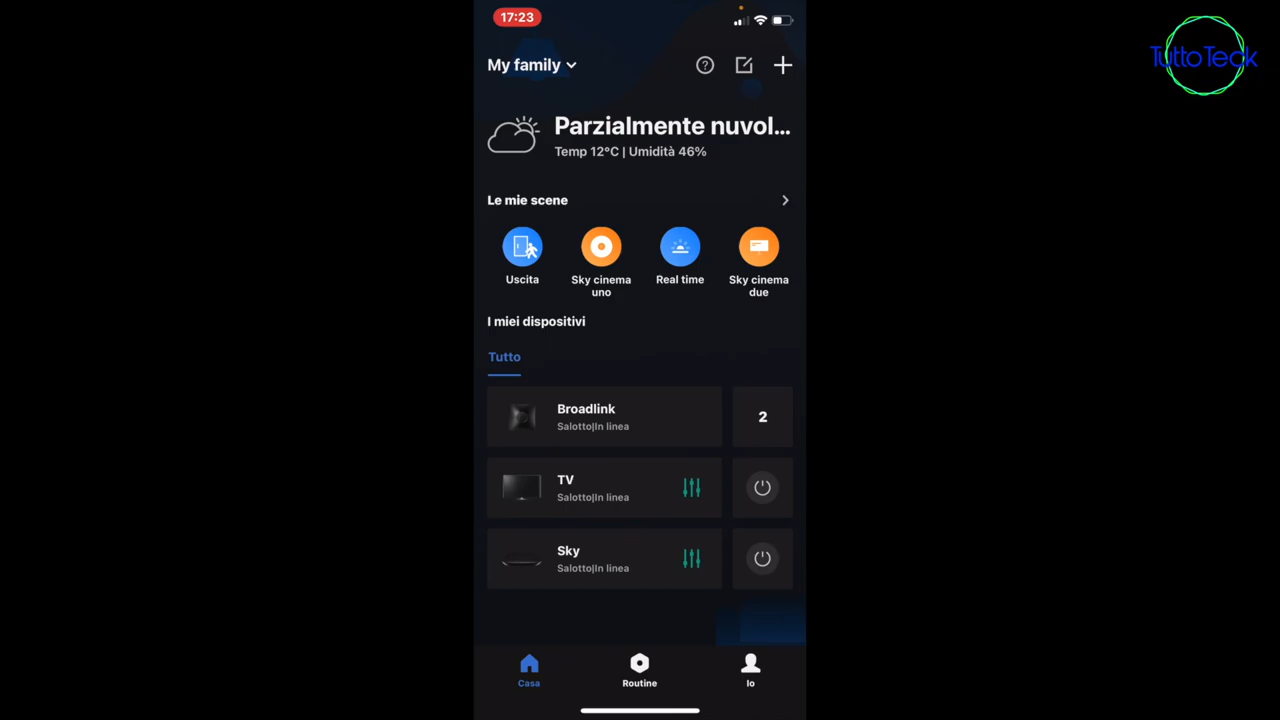 17:23
TuttoTeck
My family
Parzialmente nuvol...
Temp 12°C | Umidità 46%
Le mie scene
Uscita
Sky cinema
uno
Real time
Sky cinema
due
I miei dispositivi
Tutto
Broadlink
Salotto|In linea
2
TV
Salotto|In linea
Sky
Salotto|In linea
Casa
Routine
Io